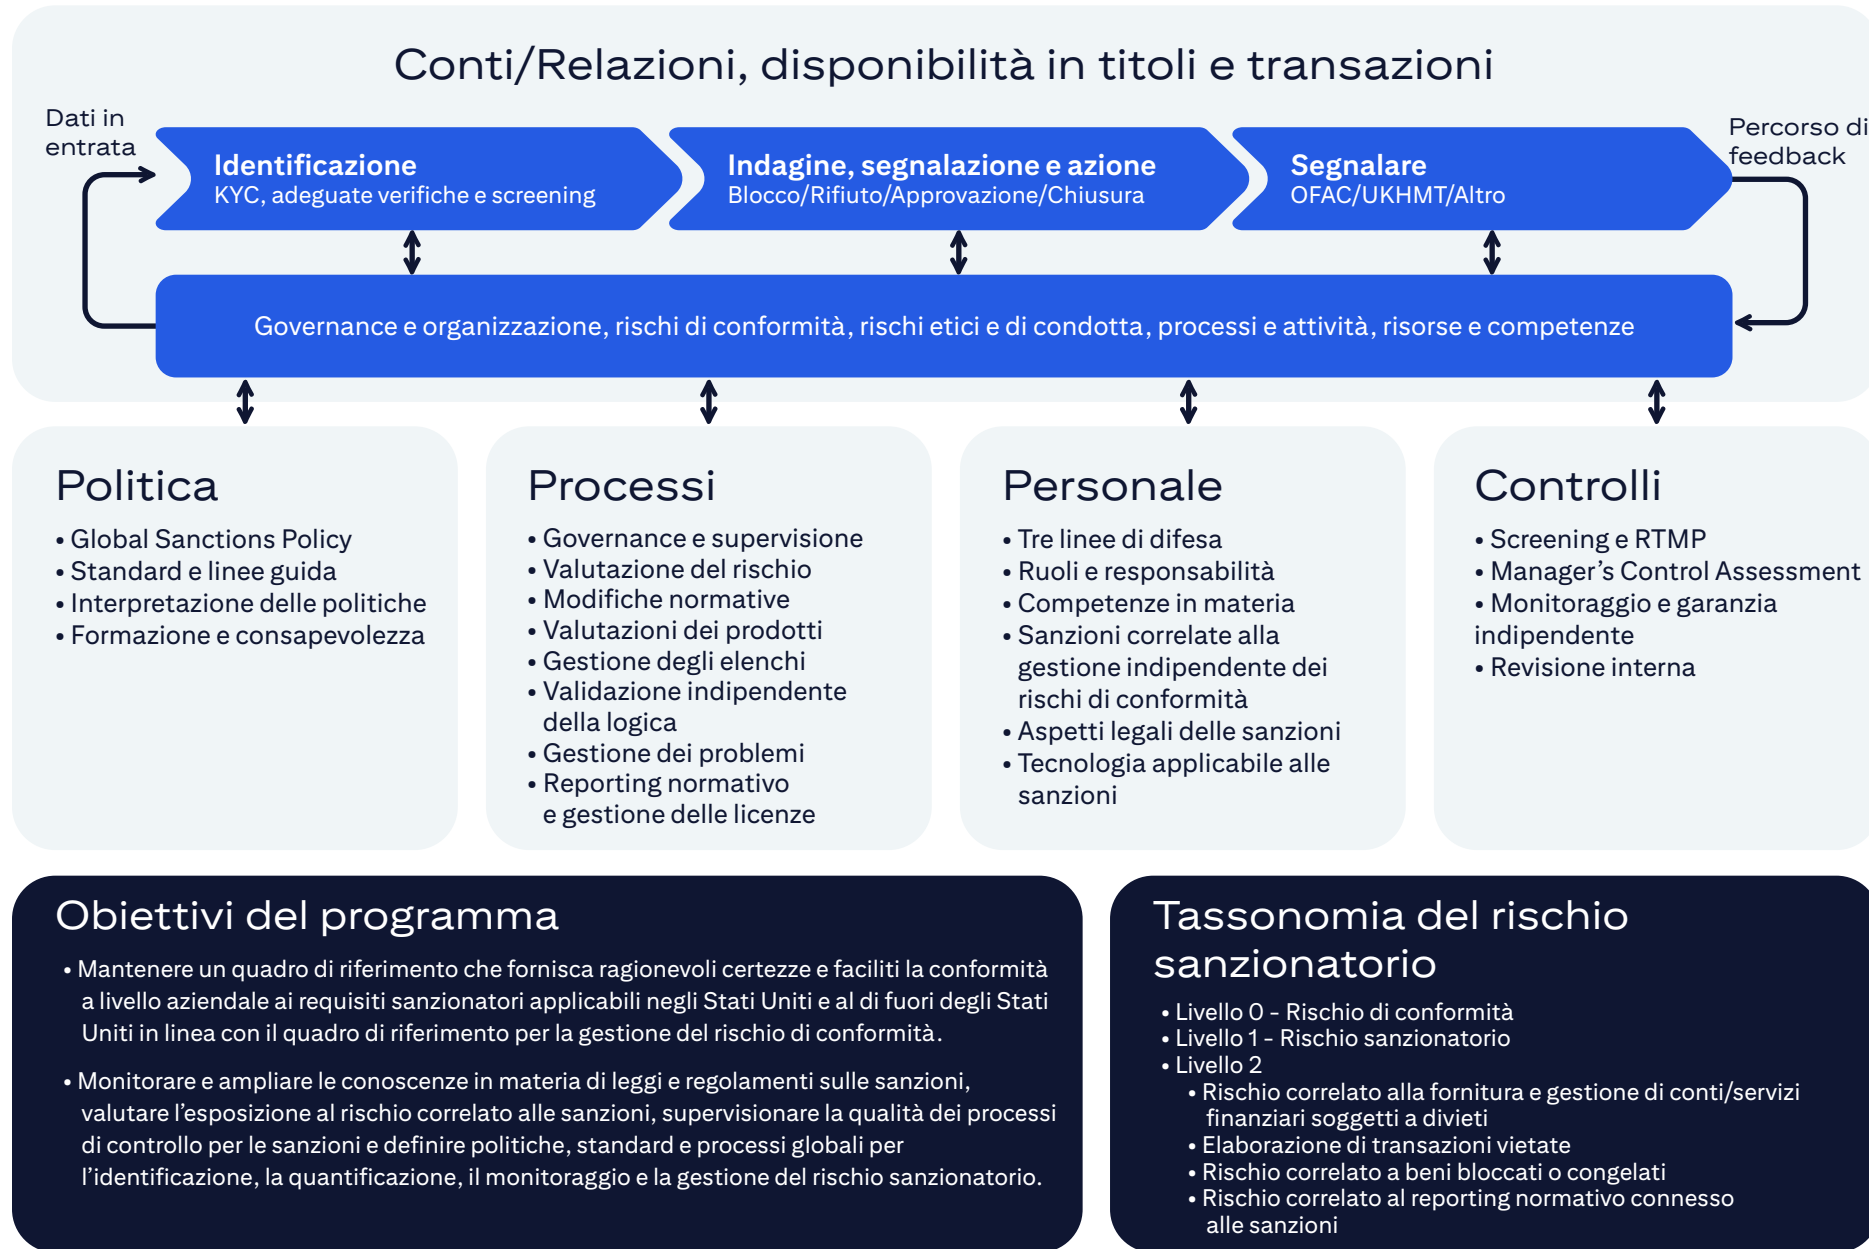 Conti/Relazioni, disponibilità in titoli e transazioni
Dati in
entrata
Identificazione
KYC, adeguate verifiche e screening
Indagine, segnalazione e azione
Blocco/Rifiuto/Approvazione/Chiusura
Segnalare
OFAC/UKHMT/Altro
Percorso di
feedback
Governance e organizzazione, rischi di conformità, rischi etici e di condotta, processi e attività, risorse e competenze
Politica
• Global Sanctions Policy
• Standard e linee guida
• Interpretazione delle politiche
• Formazione e consapevolezza
Processi
• Governance e supervisione
• Valutazione del rischio
• Modifiche normative
• Valutazioni dei prodotti
• Gestione degli elenchi
• Validazione indipendente
della logica
• Gestione dei problemi
• Reporting normativo
e gestione delle licenze
Personale
• Tre linee di difesa
• Ruoli e responsabilità
• Competenze in materia
• Sanzioni correlate alla
gestione indipendente dei
rischi di conformità
• Aspetti legali delle sanzioni
• Tecnologia applicabile alle
sanzioni
Controlli
• Screening e RTMP
• Manager’s Control Assessment
• Monitoraggio e garanzia
indipendente
• Revisione interna
Obiettivi del programma
• Mantenere un quadro di riferimento che fornisca ragionevoli certezze e faciliti la conformità
a livello aziendale ai requisiti sanzionatori applicabili negli Stati Uniti e al di fuori degli Stati
Uniti in linea con il quadro di riferimento per la gestione del rischio di conformità.
• Monitorare e ampliare le conoscenze in materia di leggi e regolamenti sulle sanzioni,
valutare l’esposizione al rischio correlato alle sanzioni, supervisionare la qualità dei processi
di controllo per le sanzioni e definire politiche, standard e processi globali per
l’identificazione, la quantificazione, il monitoraggio e la gestione del rischio sanzionatorio.
Tassonomia del rischio
sanzionatorio
• Livello 0 - Rischio di conformità
• Livello 1 - Rischio sanzionatorio
• Livello 2
• Rischio correlato alla fornitura e gestione di conti/servizi
finanziari soggetti a divieti
• Elaborazione di transazioni vietate
• Rischio correlato a beni bloccati o congelati
• Rischio correlato al reporting normativo connesso
alle sanzioni